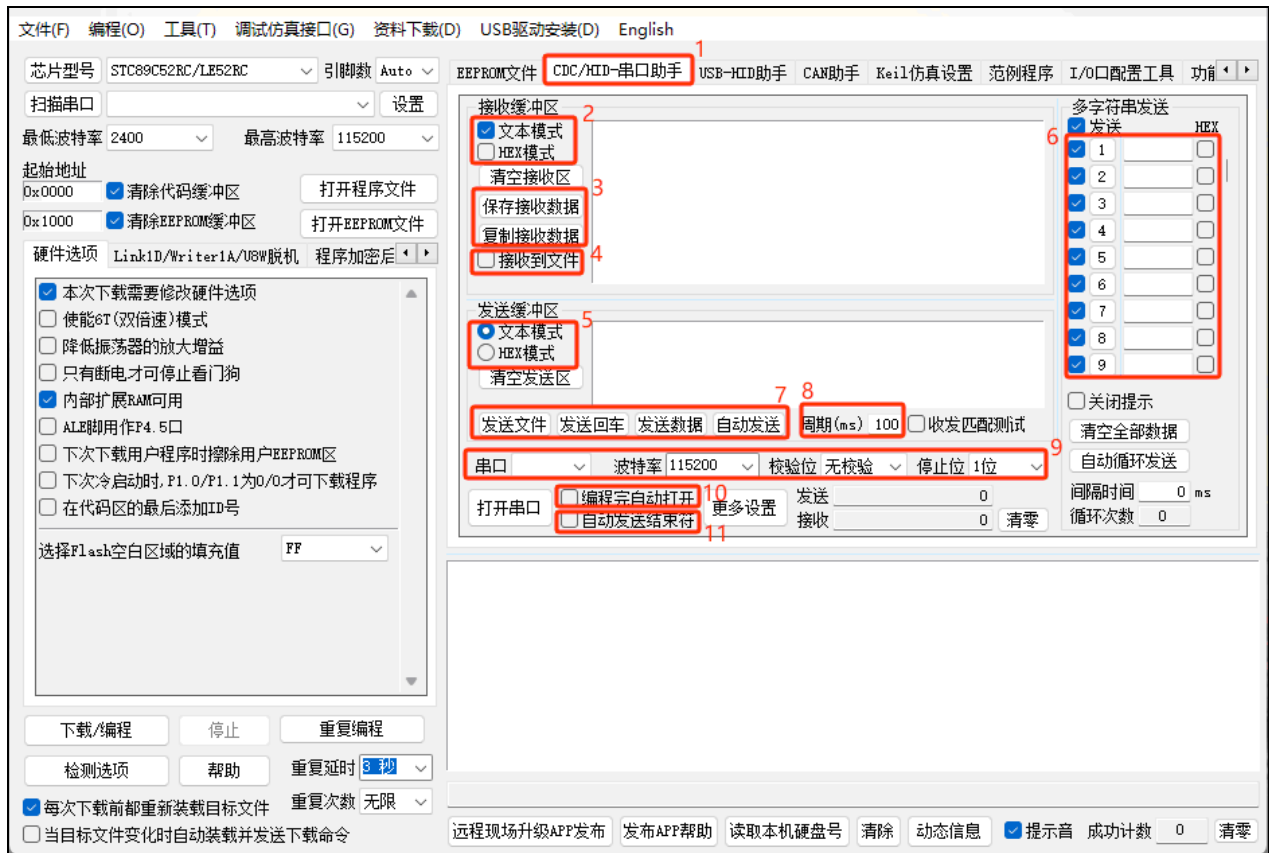 文件(F) 编程(O) 工具(T) 调试仿真接口(G) 资料下载(D) USB驱动安装(D) English
1
芯片型号 STC89C52RC/LE52RC 引脚数 Auto
扫描串口 设置
最低波特率 2400 最高波特率 115200
起始地址
0x0000 清除代码缓冲区 打开程序文件
0x1000 清除EEPROM缓冲区 打开EEPROM文件
硬件选项 Link1D/Writer1A/U8W脱机 程序加密后
本次下载需要修改硬件选项
使能6T(双倍速)模式
降低振荡器的放大增益
只有断电才可停止看门狗
内部扩展RAM可用
ALE脚用作P4.5口
下次下载用户程序时擦除用户EEPROM区
下次冷启动时,P1.0/P1.1为0/0才可下载程序
在代码区的最后添加ID号
选择Flash空白区域的填充值 FF
下载/编程 停止 重复编程
检测选项 帮助 重复延时 3 秒
每次下载前都重新装载目标文件 重复次数 无限
当目标文件变化时自动装载并发送下载命令
EEPROM文件 CDC/HID-串口助手 USB-HID助手 CAN助手 Keil仿真设置 范例程序 I/O口配置工具
接收缓冲区 2
文本模式
HEX模式
清空接收区
3
保存接收数据
复制接收数据
接收到文件 4
发送缓冲区
5
文本模式
HEX模式
清空发送区
7 8
发送文件 发送回车 发送数据 自动发送 周期(ms) 100 收发匹配测试
9
串口 波特率 115200 校验位 无校验 停止位 1位
打开串口 编程完自动打开 10 更多设置 发送 0
自动发送结束符 11 接收 0 清零
多字符串发送
6 发送 HEX
1
2
3
4
5
6
7
8
9
关闭提示
清空全部数据
自动循环发送
间隔时间 0 ms
循环次数 0
远程现场升级APP发布 发布APP帮助 读取本机硬盘号 清除 动态信息 提示音 成功计数 0 清零